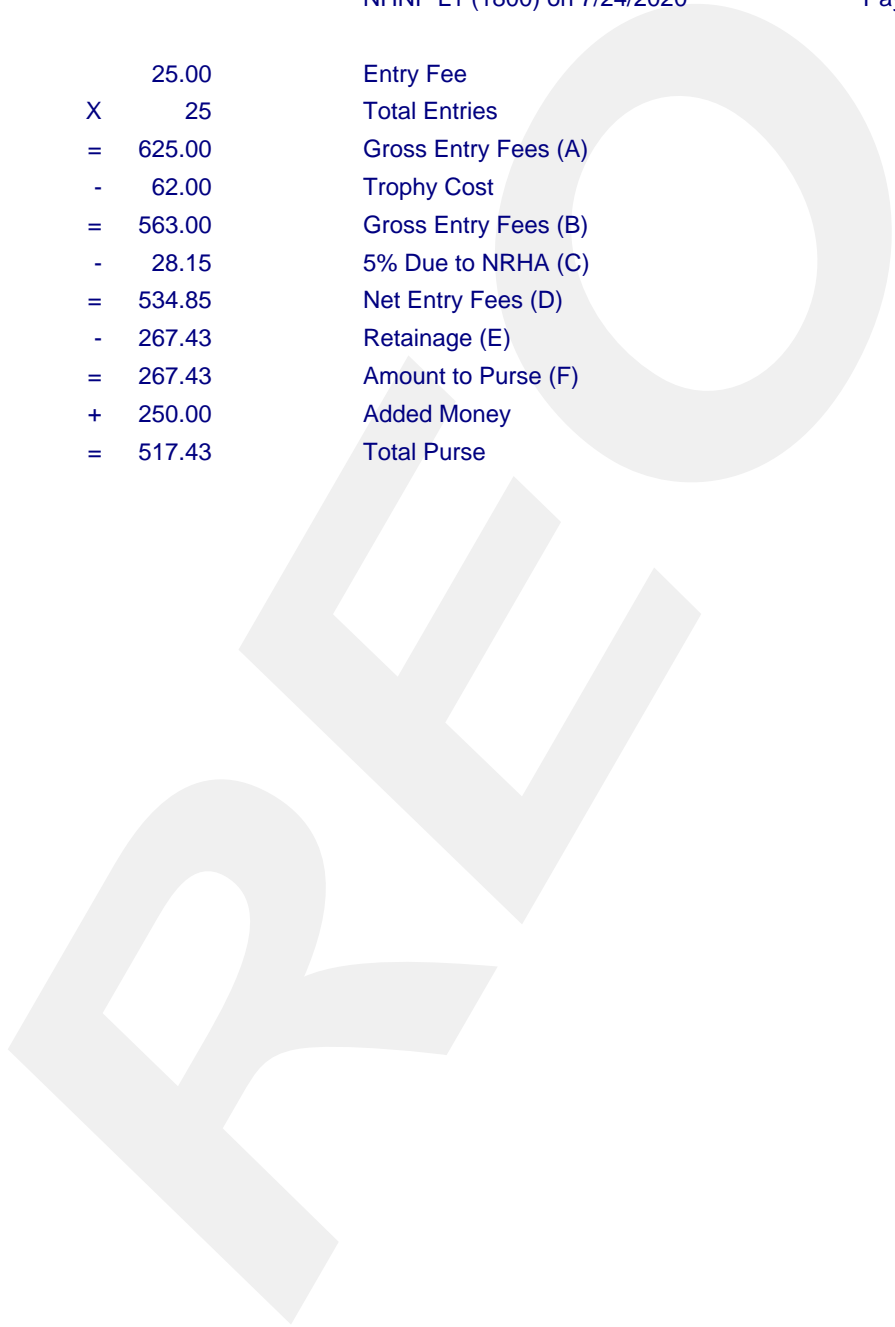 25.00 Entry Fee
X 25 Total Entries
= 625.00 Gross Entry Fees (A)
- 62.00 Trophy Cost
= 563.00 Gross Entry Fees (B)
- 28.15 5% Due to NRHA (C)
= 534.85 Net Entry Fees (D)
- 267.43 Retainage (E)
= 267.43 Amount to Purse (F)
+ 250.00 Added Money
= 517.43 Total Purse
REO